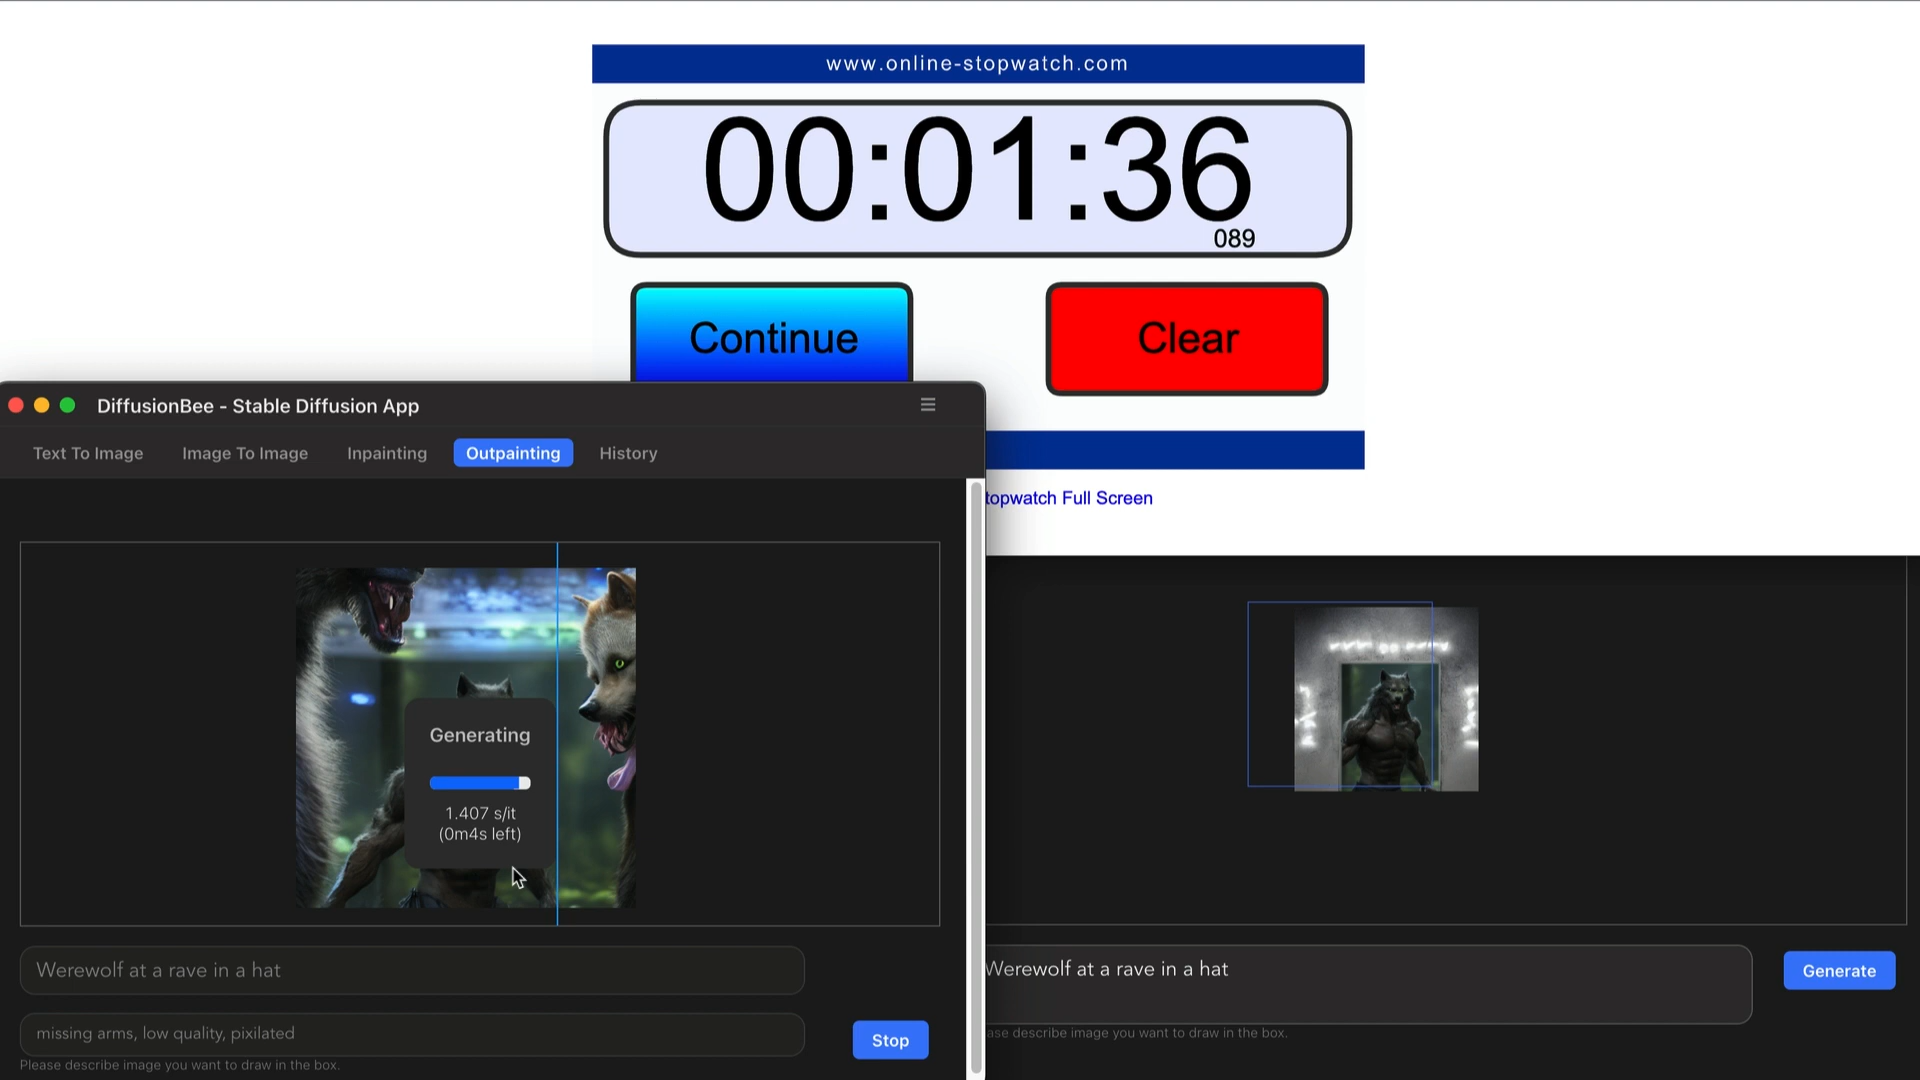 www.online-stopwatch.com
00:01:36
089
Continue
Clear
DiffusionBee - Stable Diffusion App
Text To Image
Image To Image
Inpainting
Outpainting
History
topwatch Full Screen
Generating
1.407 s/it
(0m4s left)
Werewolf at a rave in a hat
Werewolf at a rave in a hat
Generate
missing arms, low quality, pixilated
Stop
ase describe image you want to draw in the box.
Please describe image you want to draw in the box.